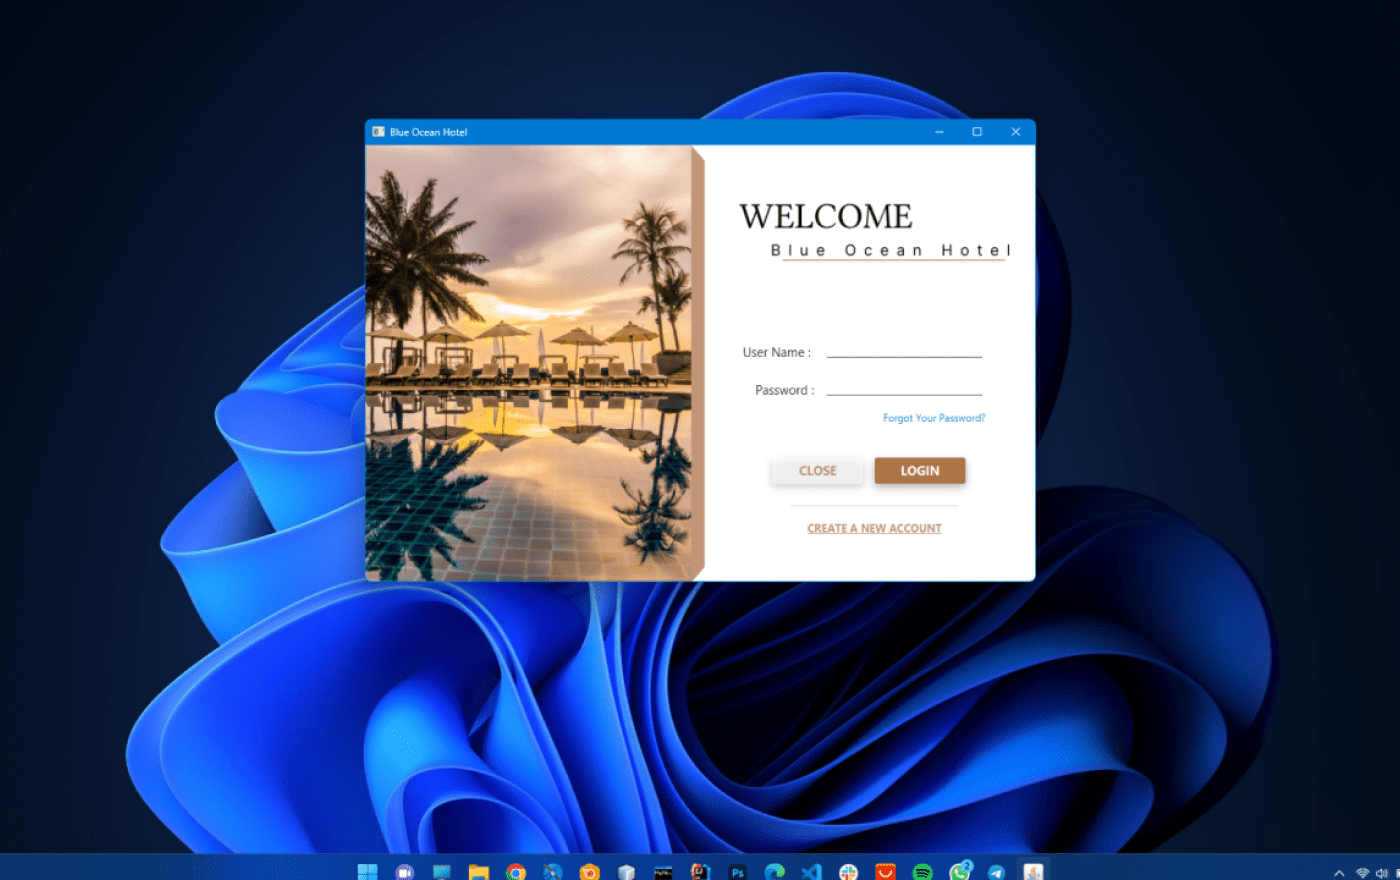 Blue Ocean Hotel
WELCOME
Blue Ocean Hotel
User Name :
Password :
Forgot Your Password?
CLOSE
LOGIN
CREATE A NEW ACCOUNT
Ps
2